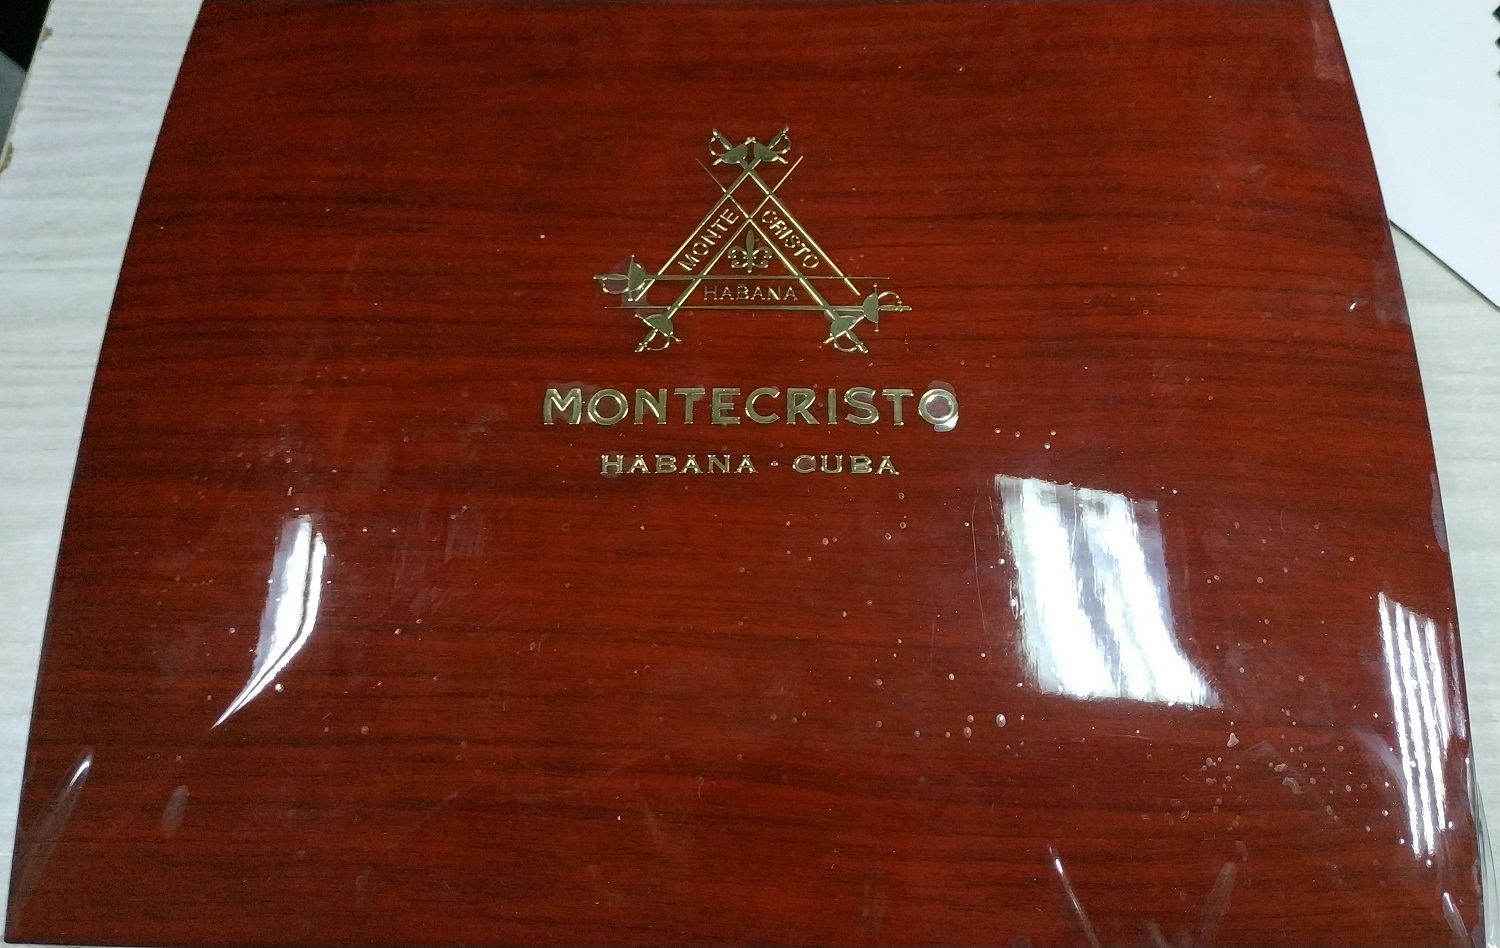 MONTE CRISTO
HABANA
MONTECRISTO
HABANA · CUBA